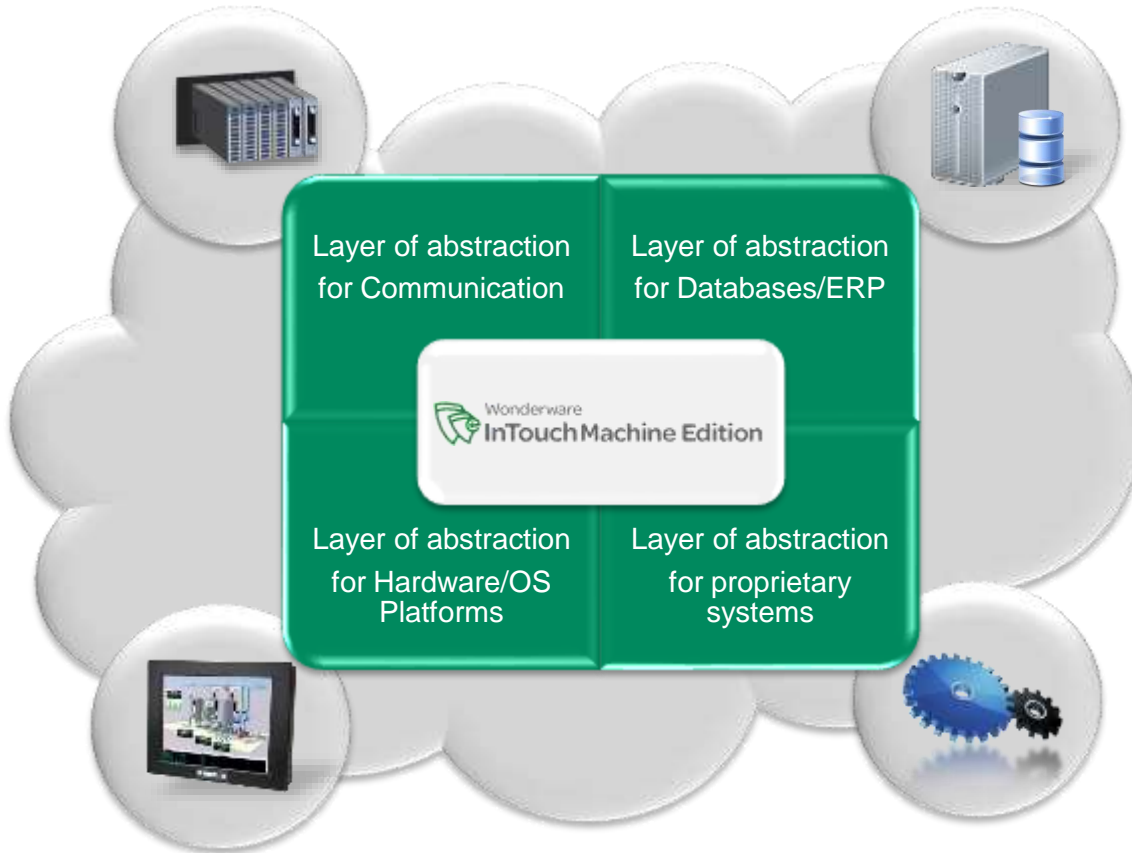 Layer of abstraction
for Communication
Layer of abstraction
for Databases/ERP
Wonderware
InTouch Machine Edition
Layer of abstraction
for Hardware/OS
Platforms
Layer of abstraction
for proprietary
systems